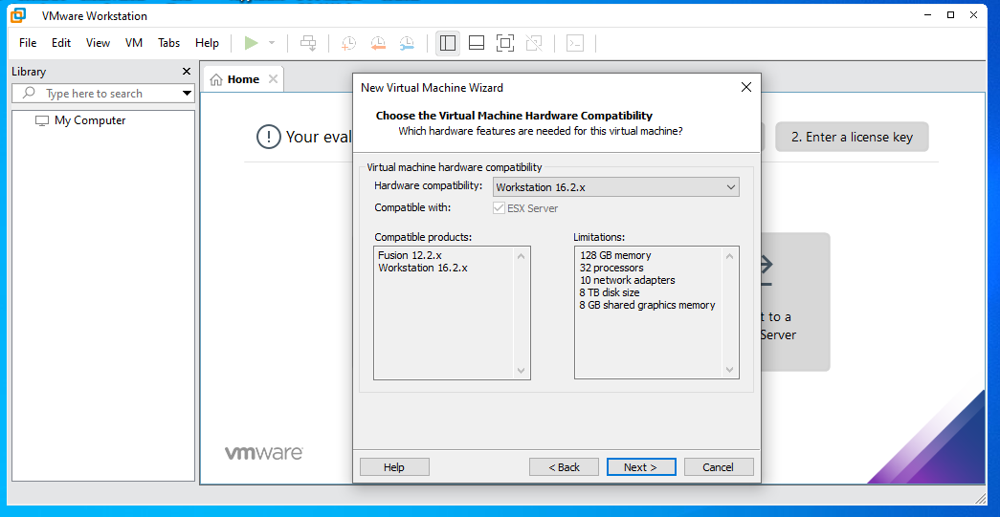 VMware Workstation
File Edit View VM Tabs Help
Library
Type here to search
My Computer
Home
Your eval
2. Enter a license key
t to a
Server
vmware
New Virtual Machine Wizard
Choose the Virtual Machine Hardware Compatibility
Which hardware features are needed for this virtual machine?
Virtual machine hardware compatibility
Hardware compatibility: Workstation 16.2.x
Compatible with: ESX Server
Compatible products:
Fusion 12.2.x
Workstation 16.2.x
Limitations:
128 GB memory
32 processors
10 network adapters
8 TB disk size
8 GB shared graphics memory
Help < Back Next > Cancel